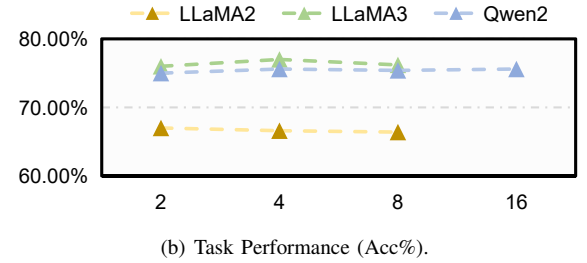 LLaMA2 LLaMA3 Qwen2
80.00%
70.00%
60.00%
2 4 8 16
(b) Task Performance (Acc%).